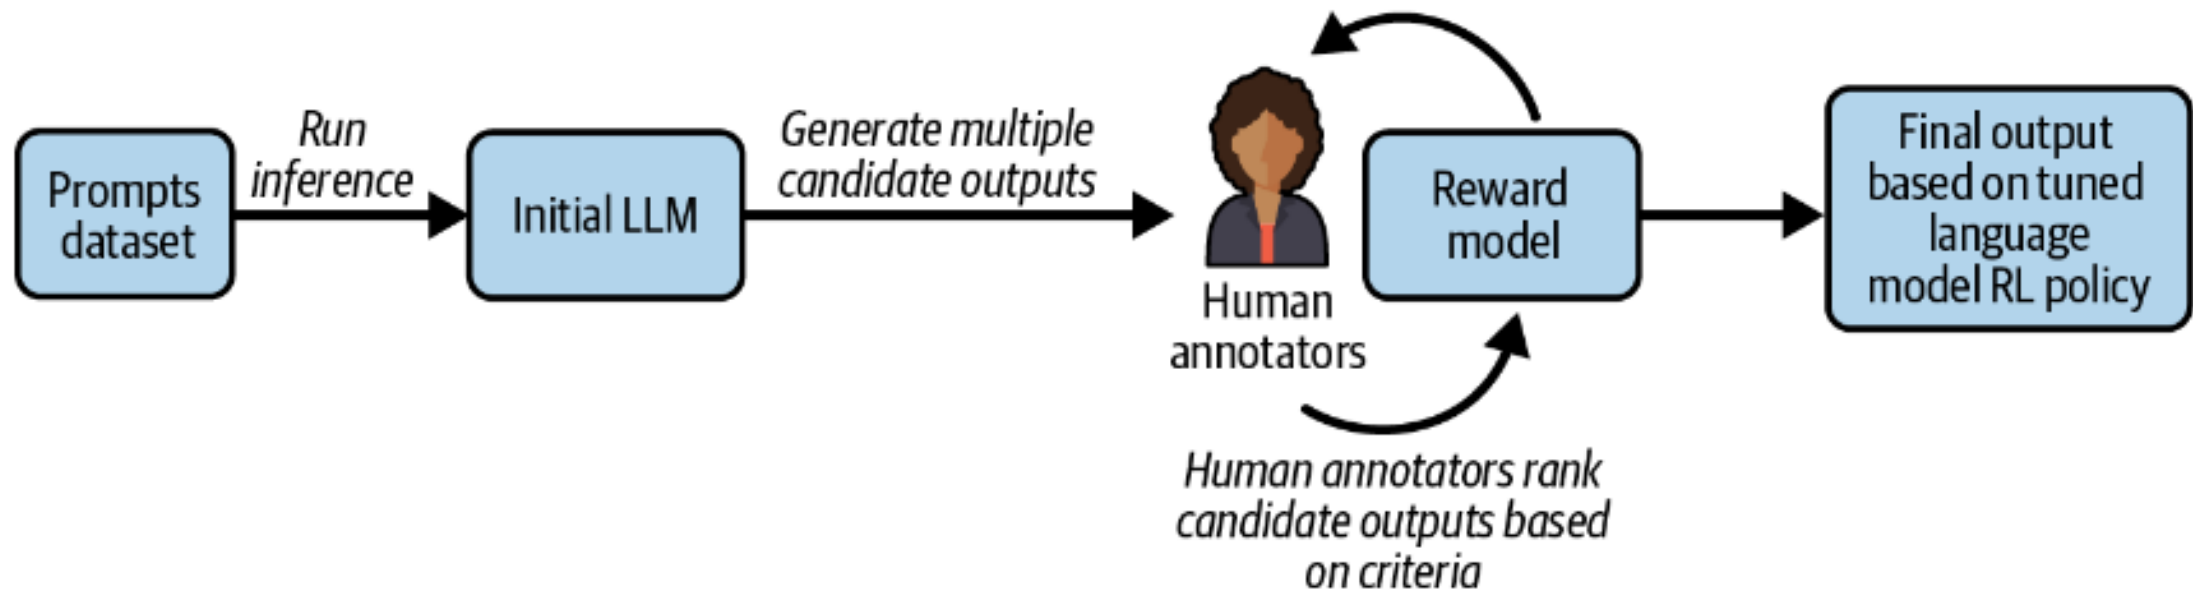 Prompts
dataset
Run
inference
Initial LLM
Generate multiple
candidate outputs
Human
annotators
Reward
model
Human annotators rank
candidate outputs based
on criteria
Final output
based on tuned
language
model RL policy